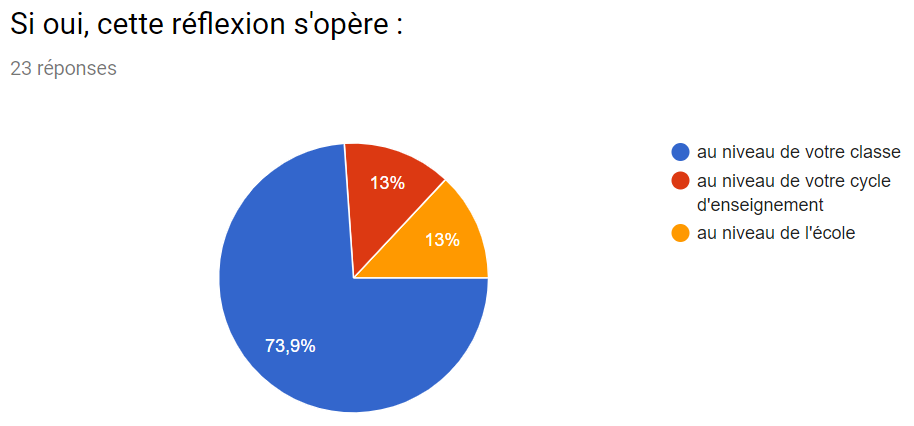 Si oui, cette réflexion s'opère :
23 réponses
13%
13%
73,9%
au niveau de votre classe
au niveau de votre cycle
d'enseignement
au niveau de l'école